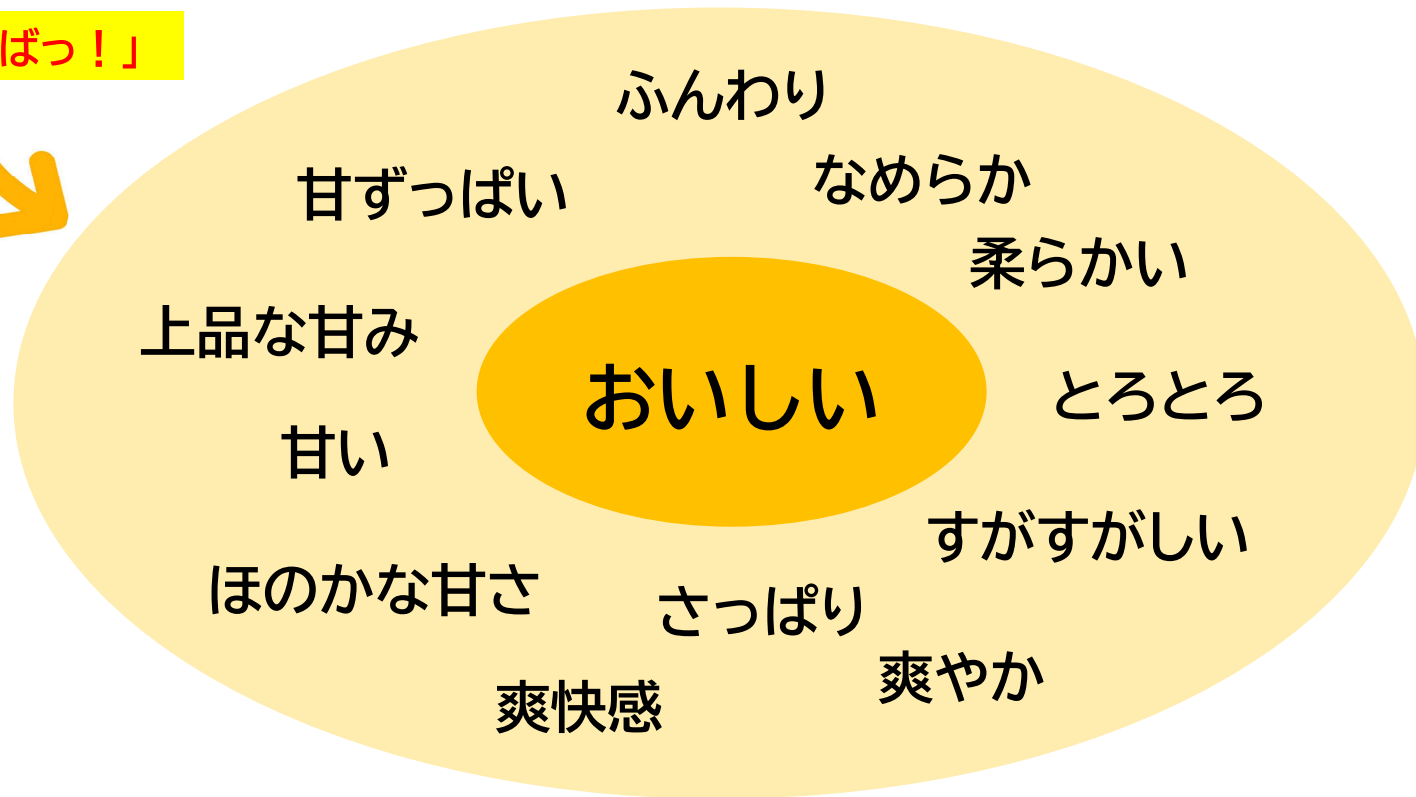 ばっ！」
ふんわり
なめらか
甘ずっぱい
柔らかい
上品な甘み
おいしい
とろとろ
甘い
すがすがしい
ほのかな甘さ
さっぱり
爽やか
爽快感